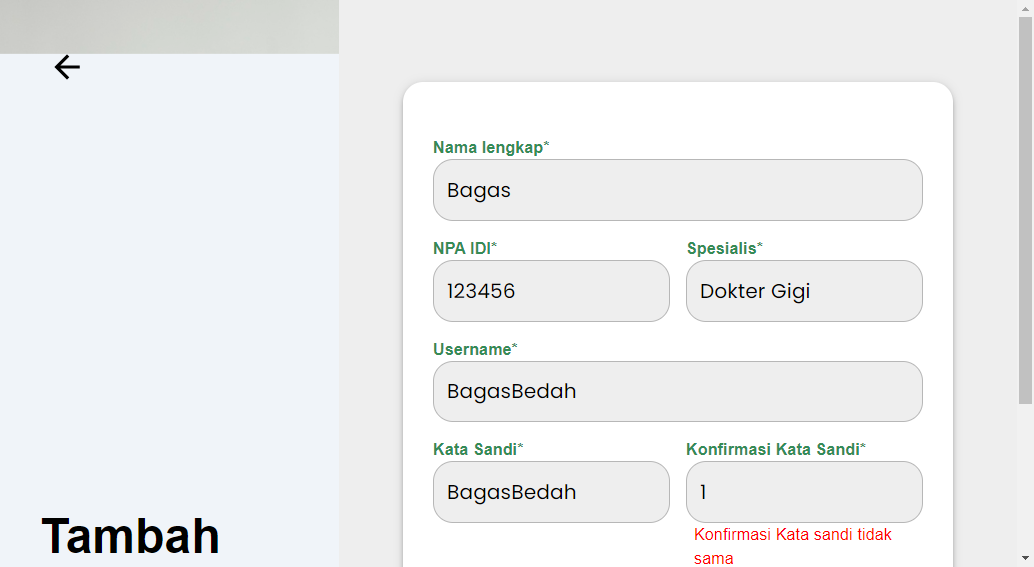 Nama lengkap*
Bagas
NPA IDI*
Spesialis*
123456
Dokter Gigi
Username*
BagasBedah
Kata Sandi*
Konfirmasi Kata Sandi*
BagasBedah
1
Konfirmasi Kata sandi tidak
sama
Tambah